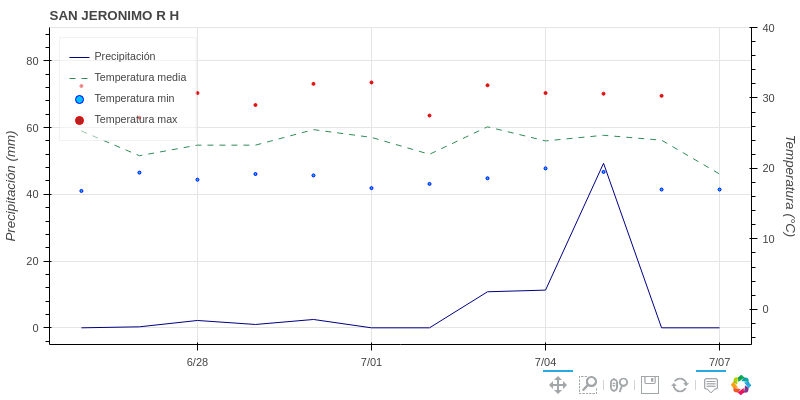 SAN JERONIMO R H
Precipitación
Temperatura media
Temperatura min
Temperatura max
Precipitación (mm)
80
60
40
20
0
40
30
20
10
0
Temperatura (°C)
6/28
7/01
7/04
7/07